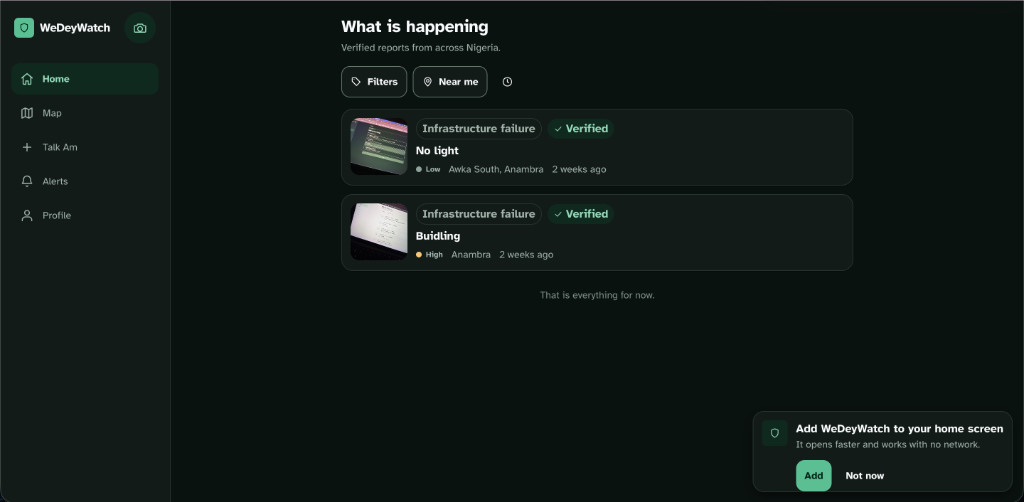 WeDeyWatch
Home
Map
Talk Am
Alerts
Profile
What is happening
Verified reports from across Nigeria.
Filters
Near me
Infrastructure failure
Verified
No light
Low Awka South, Anambra 2 weeks ago
Infrastructure failure
Verified
Buidling
High Anambra 2 weeks ago
That is everything for now.
Add WeDeyWatch to your home screen
It opens faster and works with no network.
Add
Not now